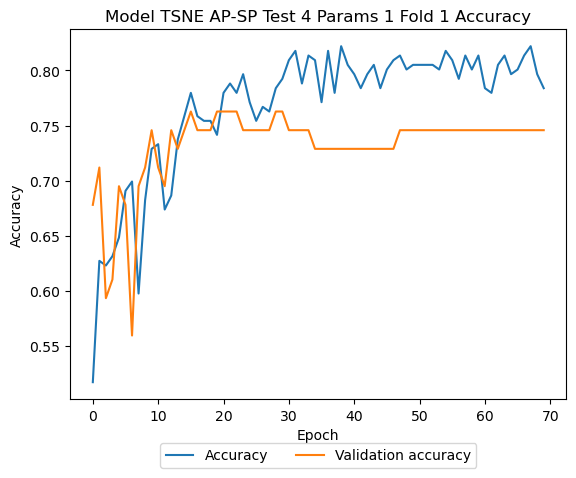 Model TSNE AP-SP Test 4 Params 1 Fold 1 Accuracy
0.80
0.75
0.70
0.65
0.60
0.55
Accuracy
0 10 20 30 40 50 60 70
Epoch
Accuracy Validation accuracy